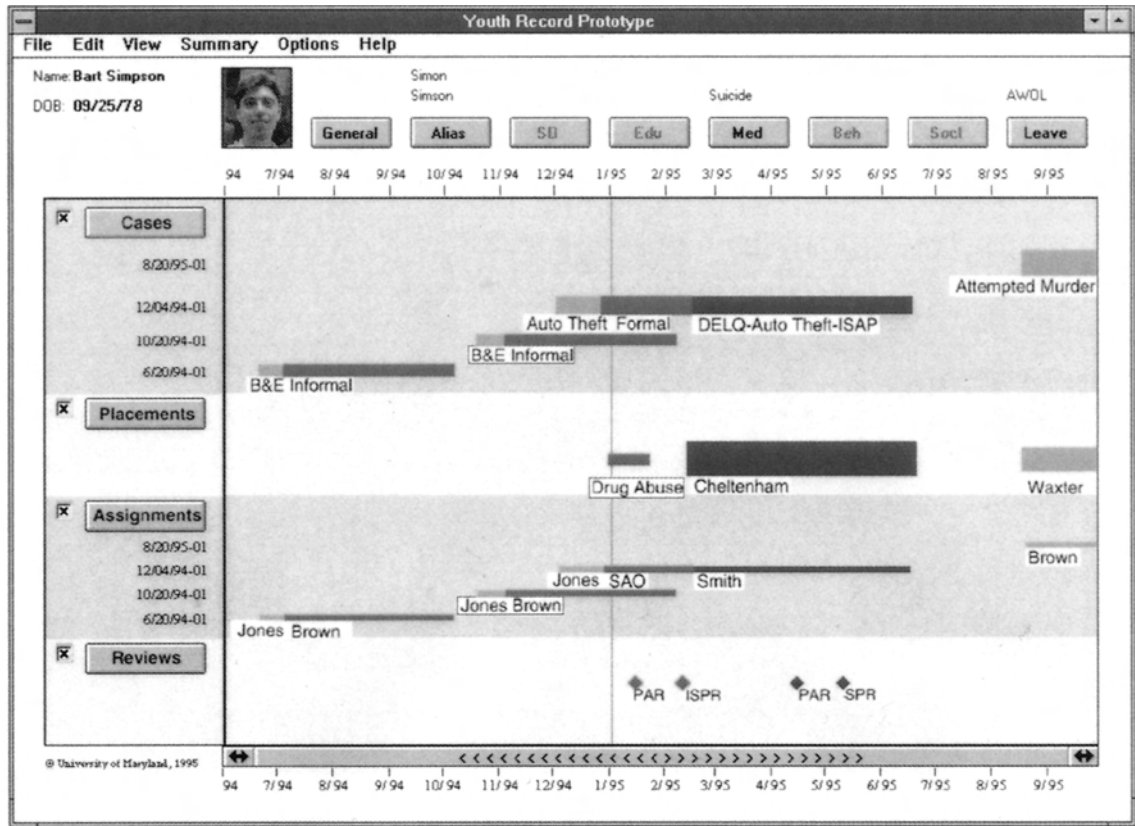 Youth Record Prototype
File Edit View Summary Options Help
Name: Bart Simpson
DOB: 09/25/78
Simon
Simson
Suicide
AWOL
General Alias SD Edu Med Beh Socl Leave
94 7/94 8/94 9/94 10/94 11/94 12/94 1/95 2/95 3/95 4/95 5/95 6/95 7/95 8/95 9/95
Cases
8/20/95-01
Attempted Murder
12/04/94-01
Auto Theft Formal DELQ-Auto Theft-ISAP
10/20/94-01
B&E Informal
6/20/94-01
B&E Informal
Placements
Drug Abuse Cheltenham Waxter
Assignments
8/20/95-01
Brown
12/04/94-01
Jones SAO Smith
10/20/94-01
Jones Brown
6/20/94-01
Jones Brown
Reviews
PAR ISPR PAR SPR
© University of Maryland, 1995
94 7/94 8/94 9/94 10/94 11/94 12/94 1/95 2/95 3/95 4/95 5/95 6/95 7/95 8/95 9/95